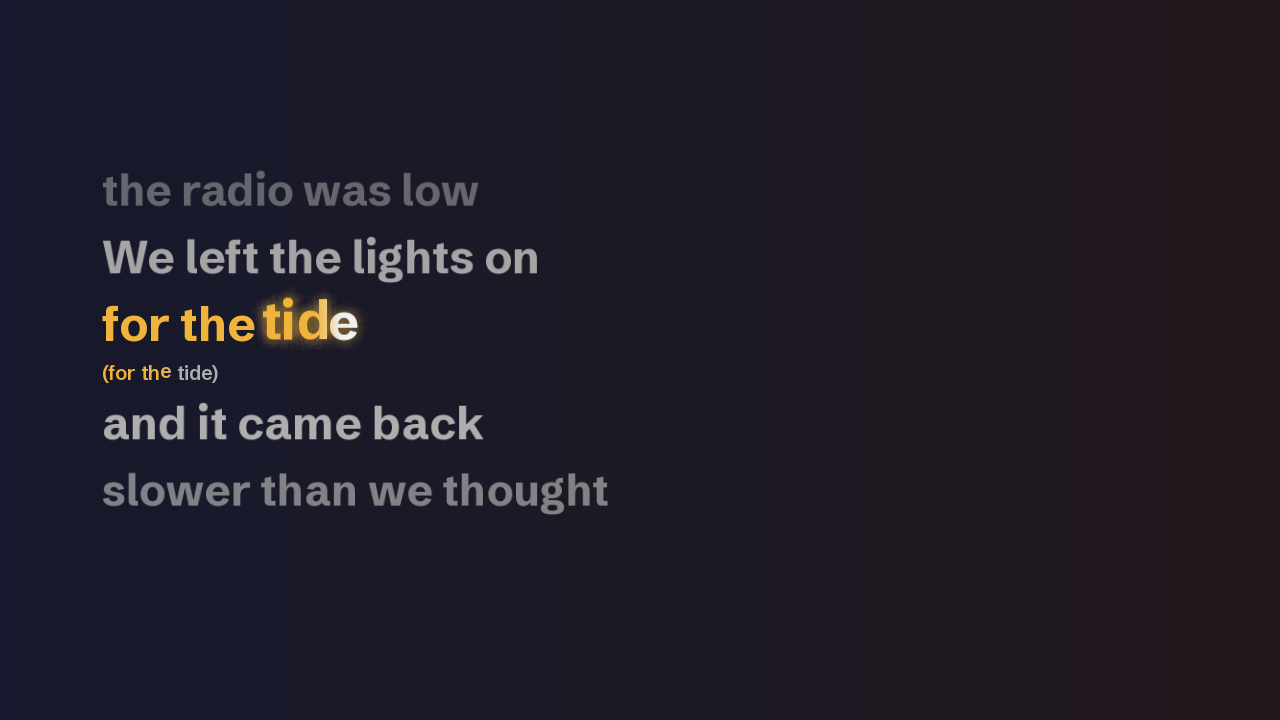 the radio was low
We left the lights on
for the tide
(for the tide)
and it came back
slower than we thought